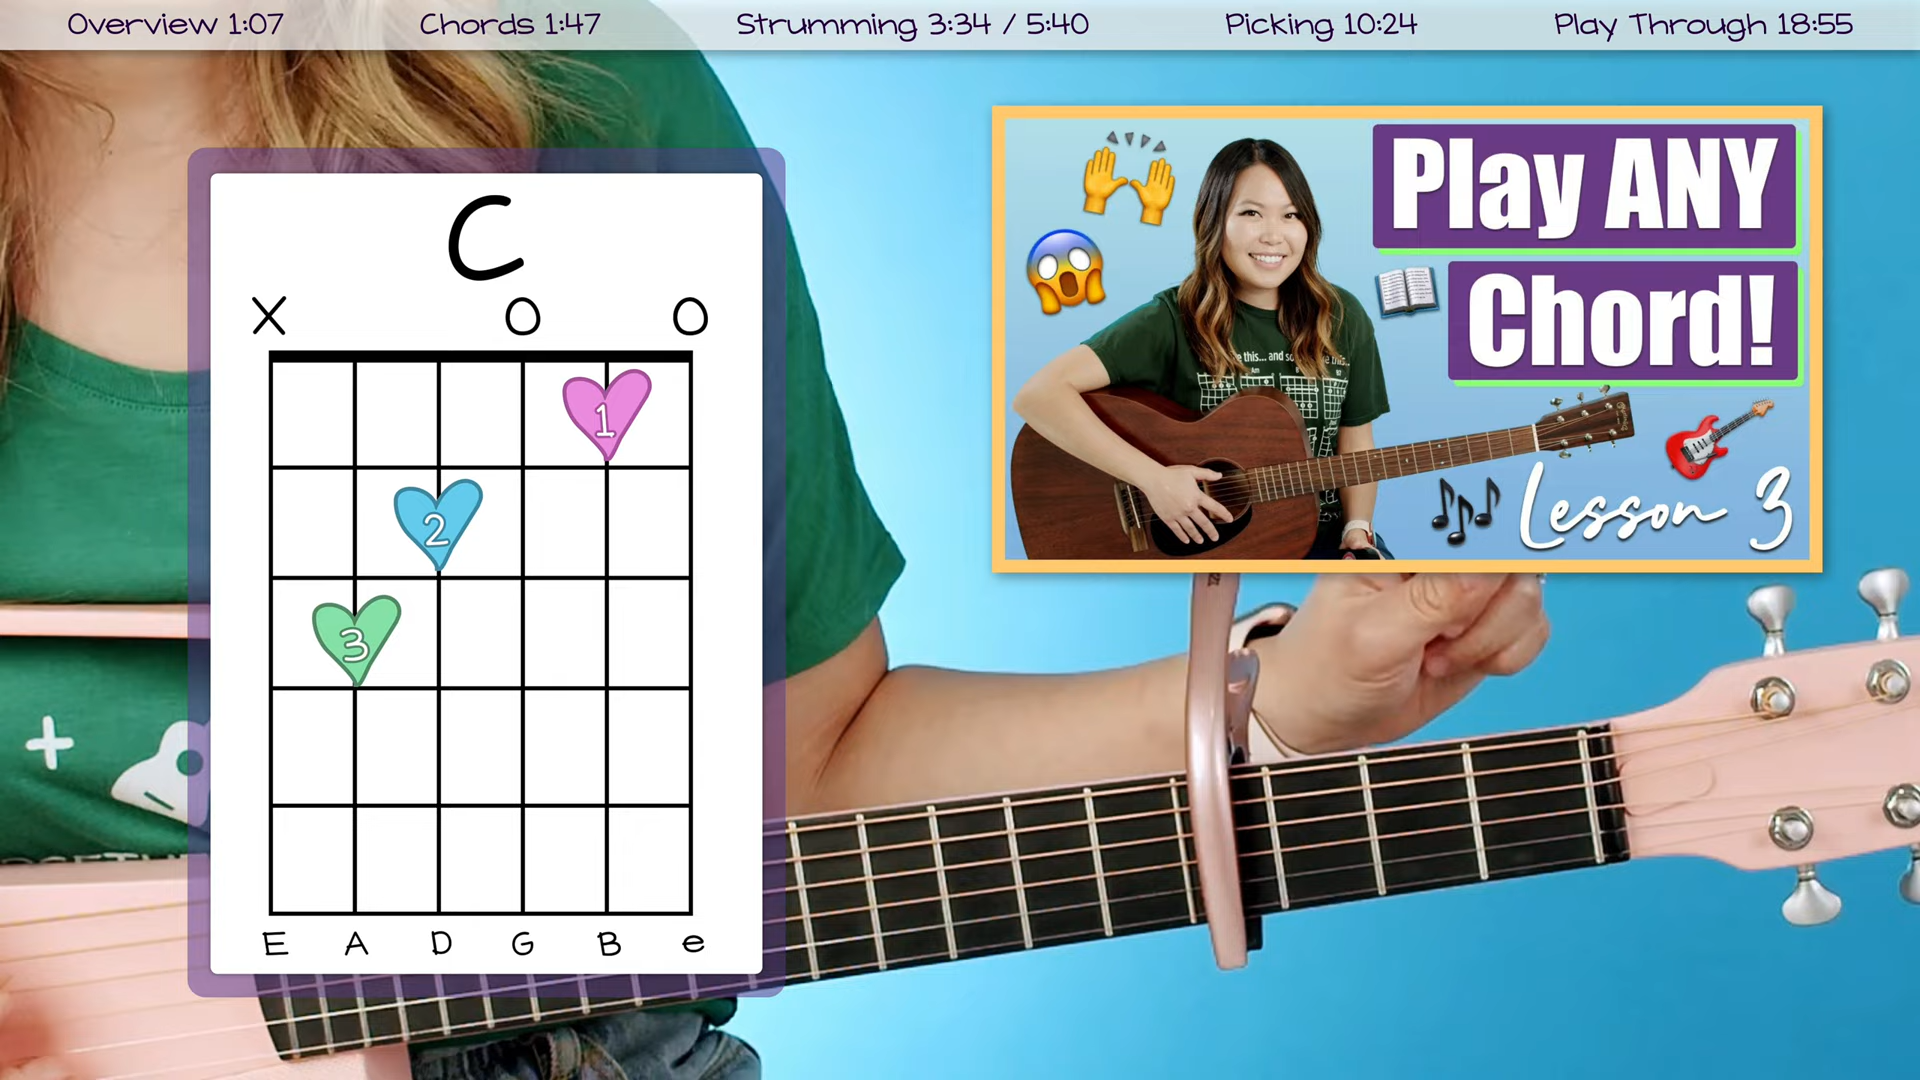 Overview 1:07 Chords 1:47 Strumming 3:34 / 5:40 Picking 10:24 Play Through 18:55
C
X O O
1
2
3
E A D G B e
Play ANY
Chord!
Lesson 3